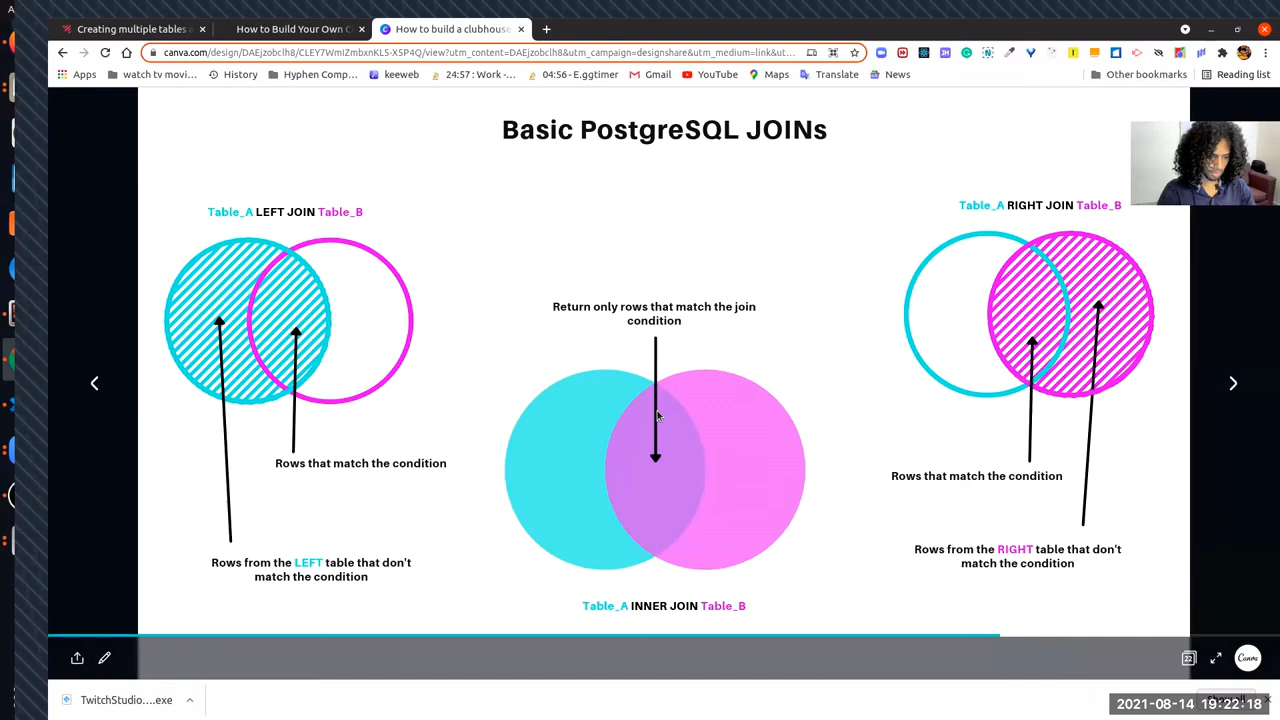 Creating multiple tables a
How to Build Your Own C
How to build a clubhouse
canva.com/design/DAEjzobclh8/CLEY7WmIZmbxnKL5-X5P4Q/view?utm_content=DAEjzobclh8&utm_campaign=designshare&utm_medium=link&ut...
Apps
watch tv movi...
History
Hyphen Comp...
keeweb
24:57 : Work -...
04:56 - E.ggtimer
Gmail
YouTube
Maps
Translate
News
Other bookmarks
Reading list
Basic PostgreSQL JOINs
Table_A LEFT JOIN Table_B
Table_A RIGHT JOIN Table_B
Return only rows that match the join
condition
Rows that match the condition
Rows that match the condition
Rows from the LEFT table that don't
match the condition
Rows from the RIGHT table that don't
match the condition
Table_A INNER JOIN Table_B
22
Canva
TwitchStudio....exe
2021-08-14 19:22:18